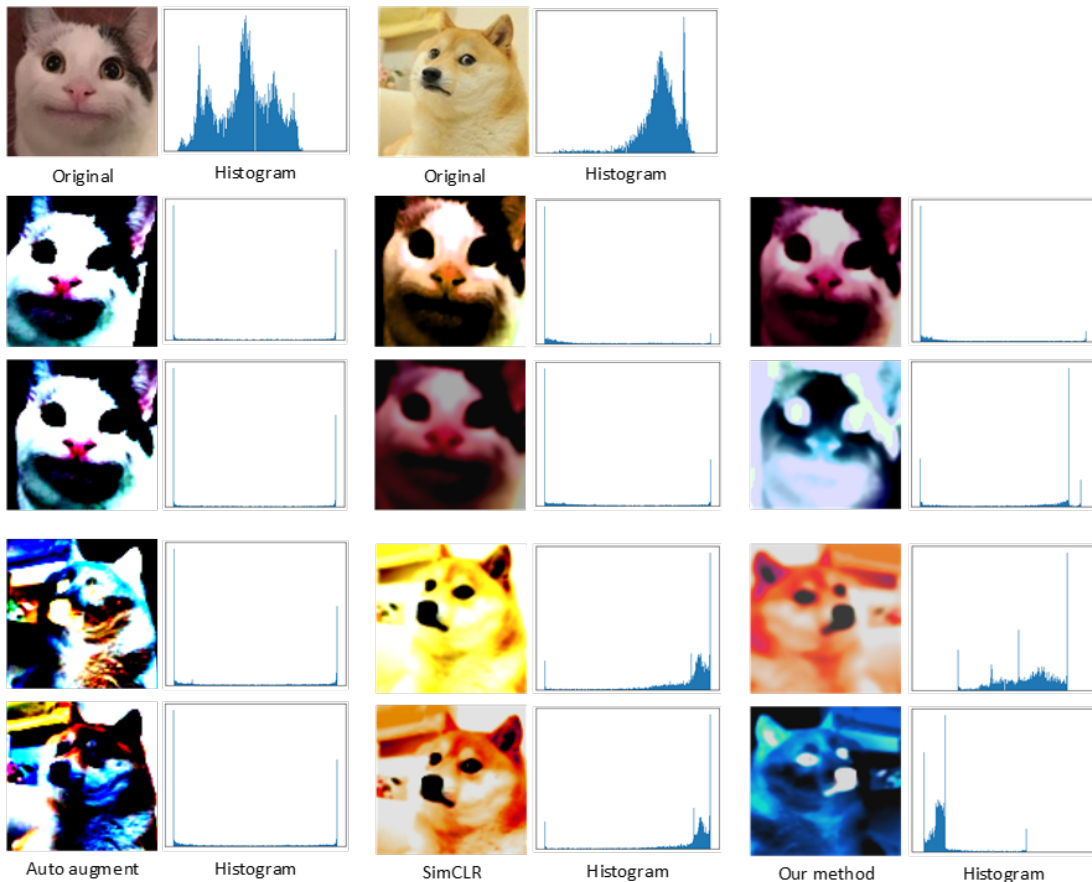 Original
Histogram
Original
Histogram
Auto augment
Histogram
SimCLR
Histogram
Our method
Histogram